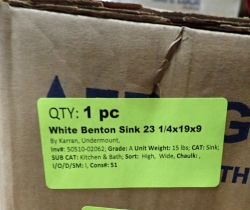 QTY: 1 pc
White Benton Sink 23 1/4x19x9
By Karran, Undermount,
Inv#: 50510-02062; Grade: A Unit Weight: 15 lbs; CAT: Sink;
SUB CAT: Kitchen & Bath; Sort: High, Wide, Chaulk: ,
I/O/D/SM: I, Cons#: 51